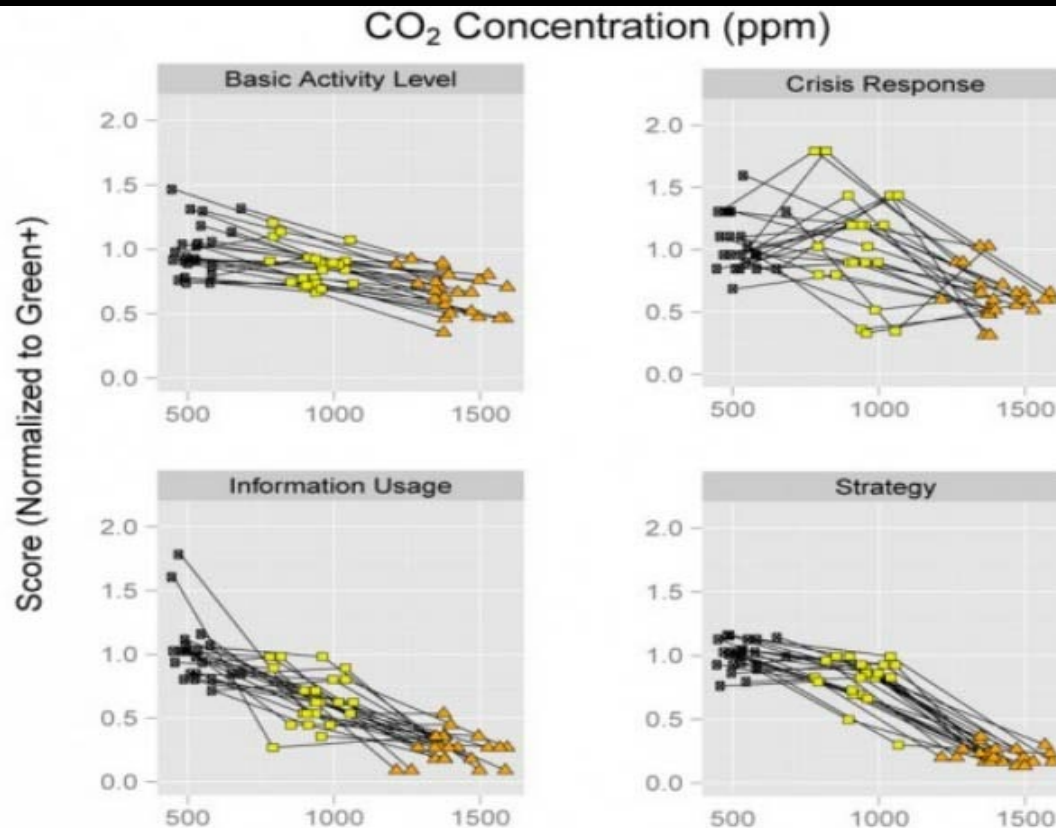 CO₂ Concentration (ppm)
Score (Normalized to Green+)
Basic Activity Level
2.0
1.5
1.0
0.5
0.0
500 1000 1500
Crisis Response
2.0
1.5
1.0
0.5
0.0
500 1000 1500
Information Usage
2.0
1.5
1.0
0.5
0.0
500 1000 1500
Strategy
2.0
1.5
1.0
0.5
0.0
500 1000 1500